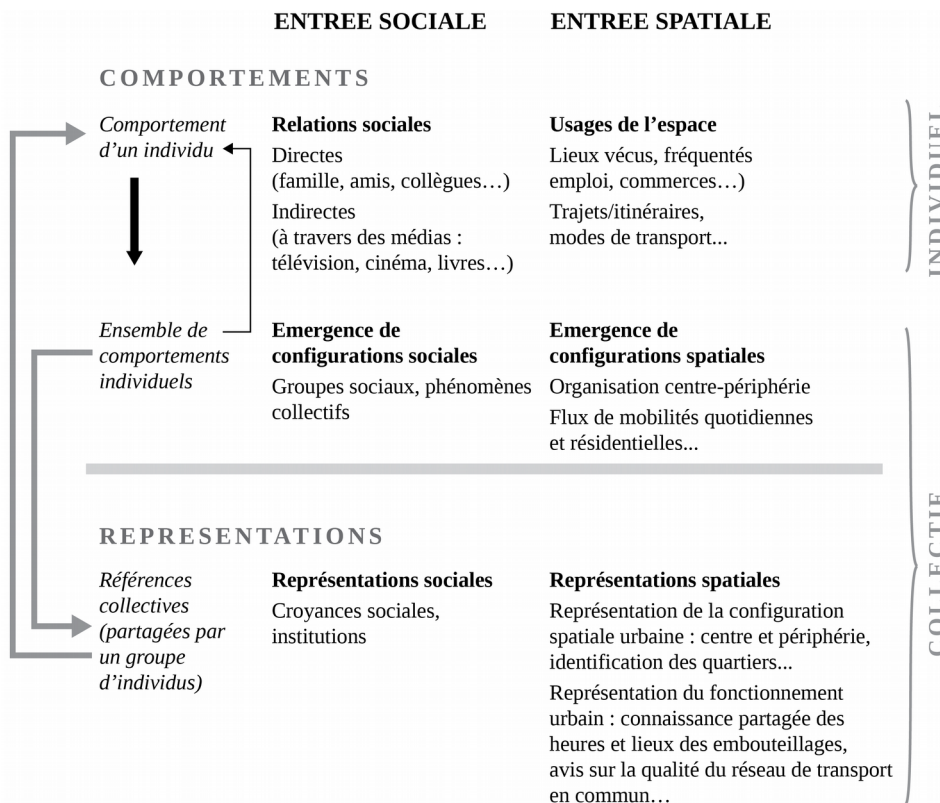 ENTREE SOCIALE ENTREE SPATIALE
COMPORTEMENTS
Comportement
d'un individu
Relations sociales
Directes
(famille, amis, collègues…)
Indirectes
(à travers des médias :
télévision, cinéma, livres…)
Usages de l'espace
Lieux vécus, fréquentés
emploi, commerces…)
Trajets/itinéraires,
modes de transport...
INDIVIDUEL
Ensemble de
comportements
individuels
Emergence de
configurations sociales
Groupes sociaux, phénomènes
collectifs
Emergence de
configurations spatiales
Organisation centre-périphérie
Flux de mobilités quotidiennes
et résidentielles...
REPRESENTATIONS
Références
collectives
(partagées par
un groupe
d'individus)
Représentations sociales
Croyances sociales,
institutions
Représentations spatiales
Représentation de la configuration
spatiale urbaine : centre et périphérie,
identification des quartiers...
Représentation du fonctionnement
urbain : connaissance partagée des
heures et lieux des embouteillages,
avis sur la qualité du réseau de transport
en commun…
COLLECTIF